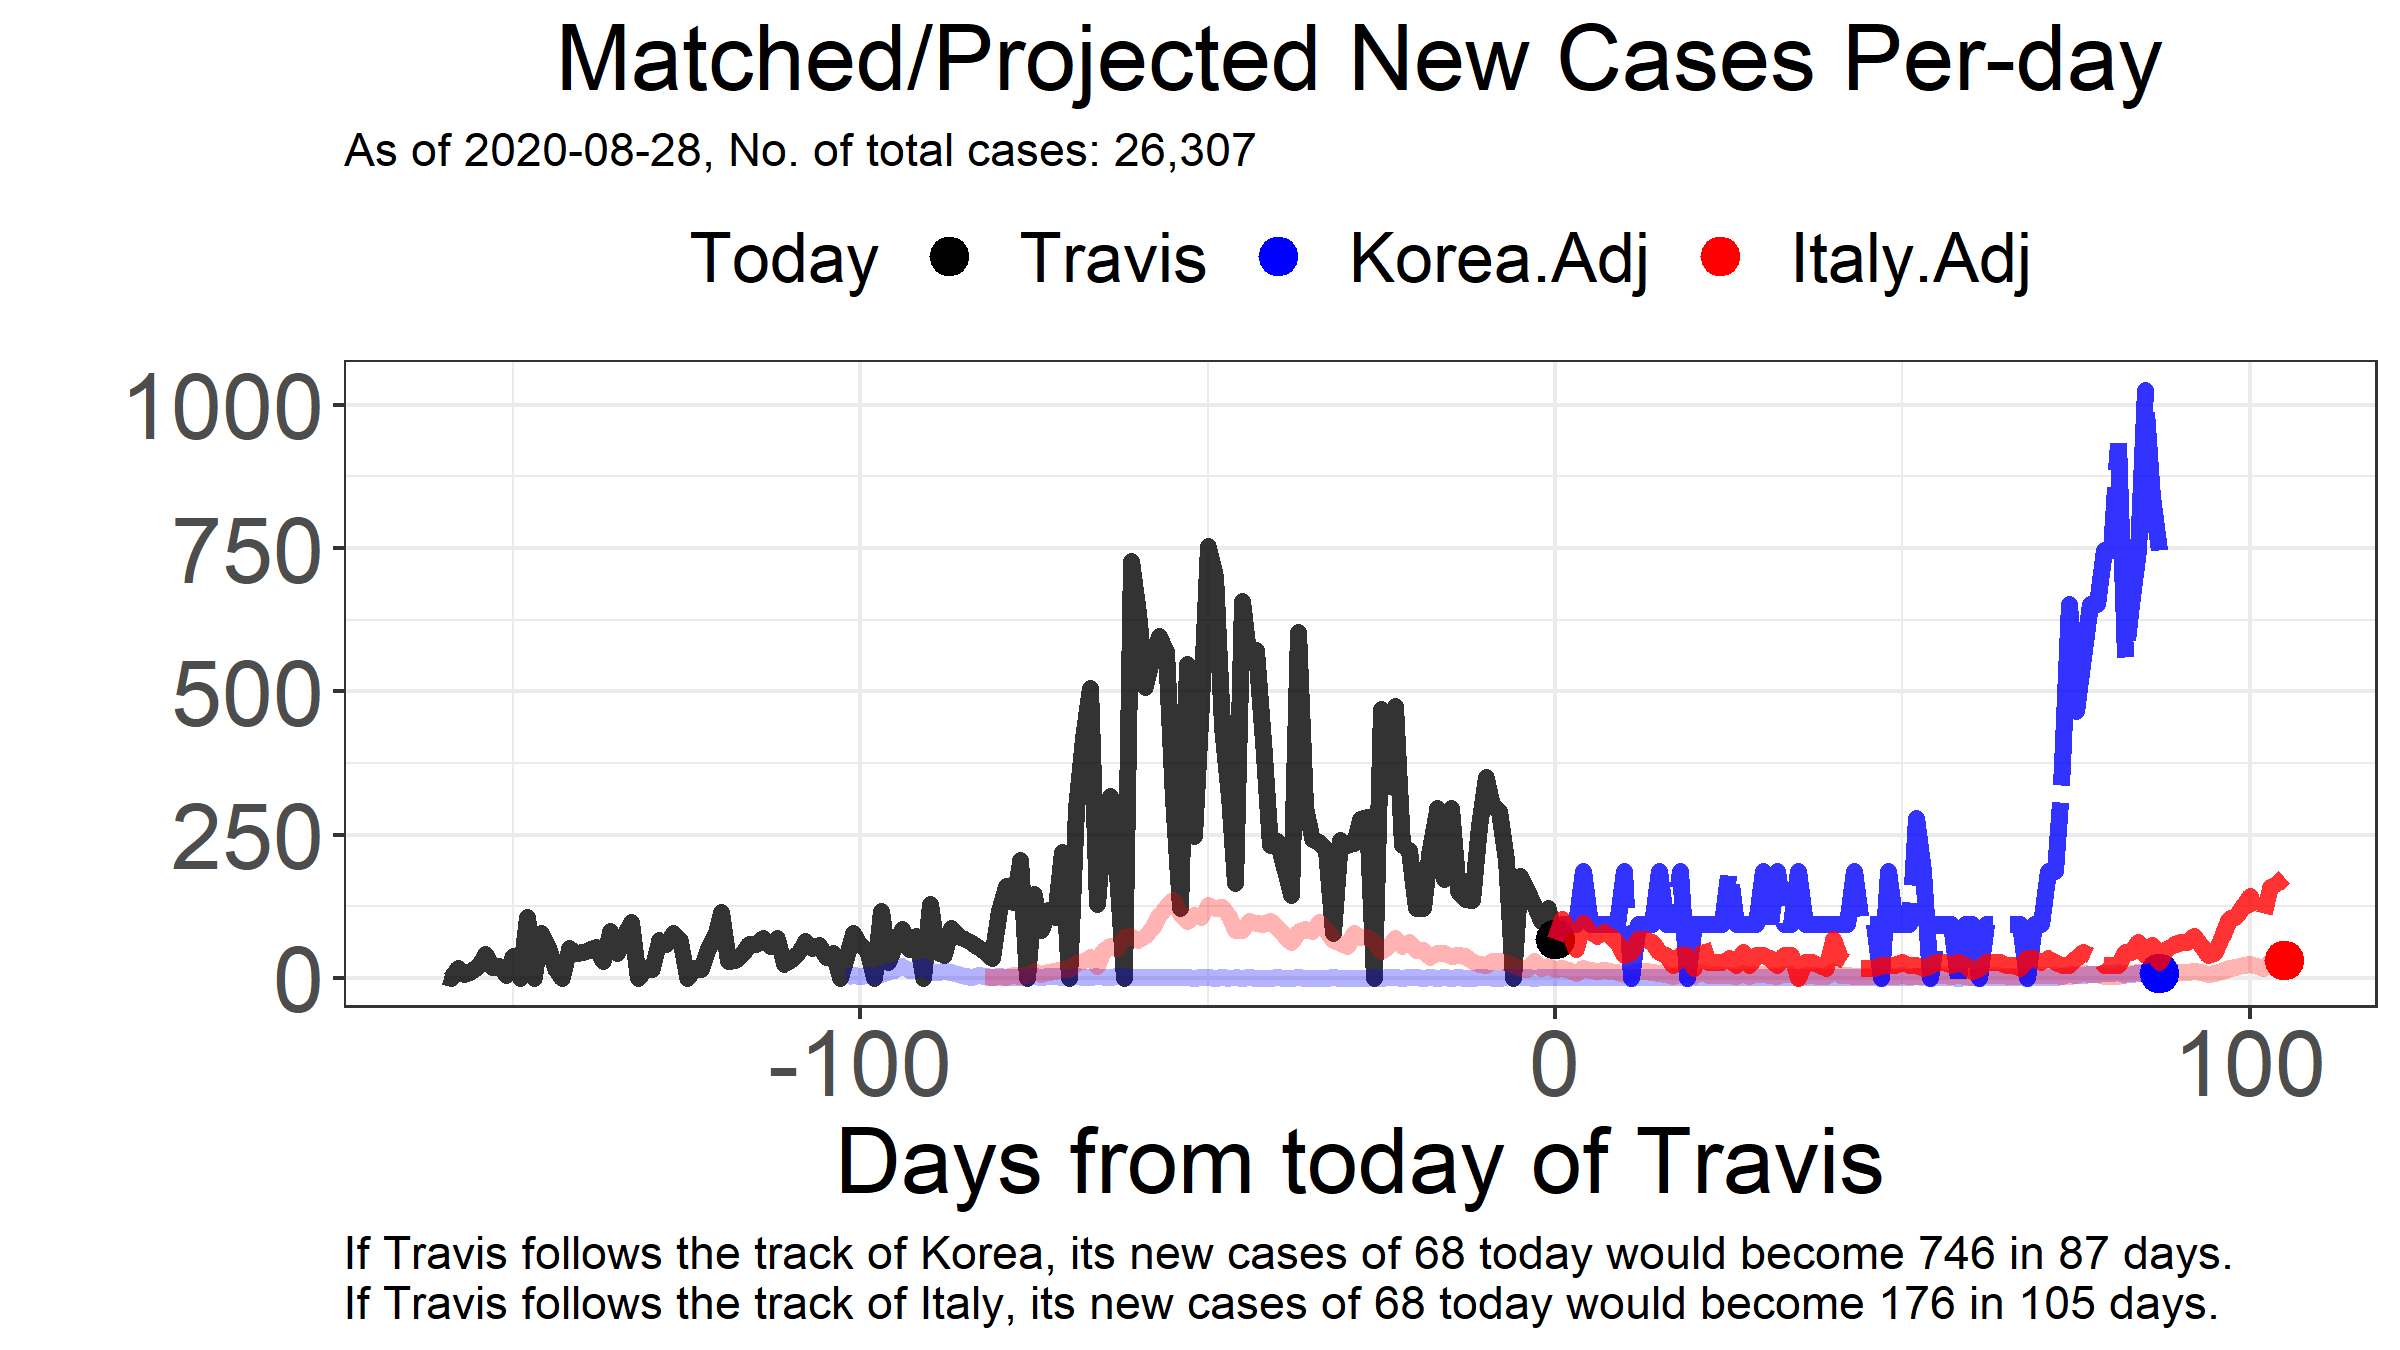 Matched/Projected New Cases Per-day
As of 2020-08-28, No. of total cases: 26,307
Today Travis Korea.Adj Italy.Adj
1000
750
500
250
0
-100 0 100
Days from today of Travis
If Travis follows the track of Korea, its new cases of 68 today would become 746 in 87 days.
If Travis follows the track of Italy, its new cases of 68 today would become 176 in 105 days.